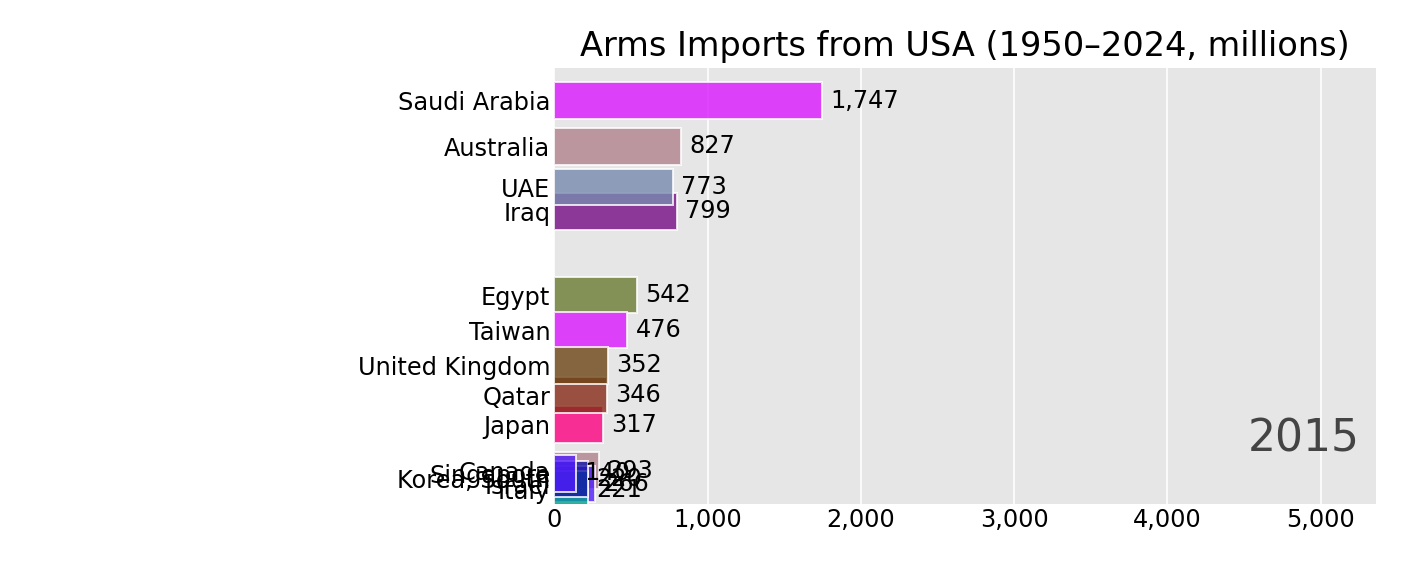 Arms Imports from USA (1950–2024, millions)
Saudi Arabia 1,747
Australia 827
UAE 773
Iraq 799
Egypt 542
Taiwan 476
United Kingdom 352
Qatar 346
Japan 317
2015
Canada 293
Italy 221
0 1,000 2,000 3,000 4,000 5,000